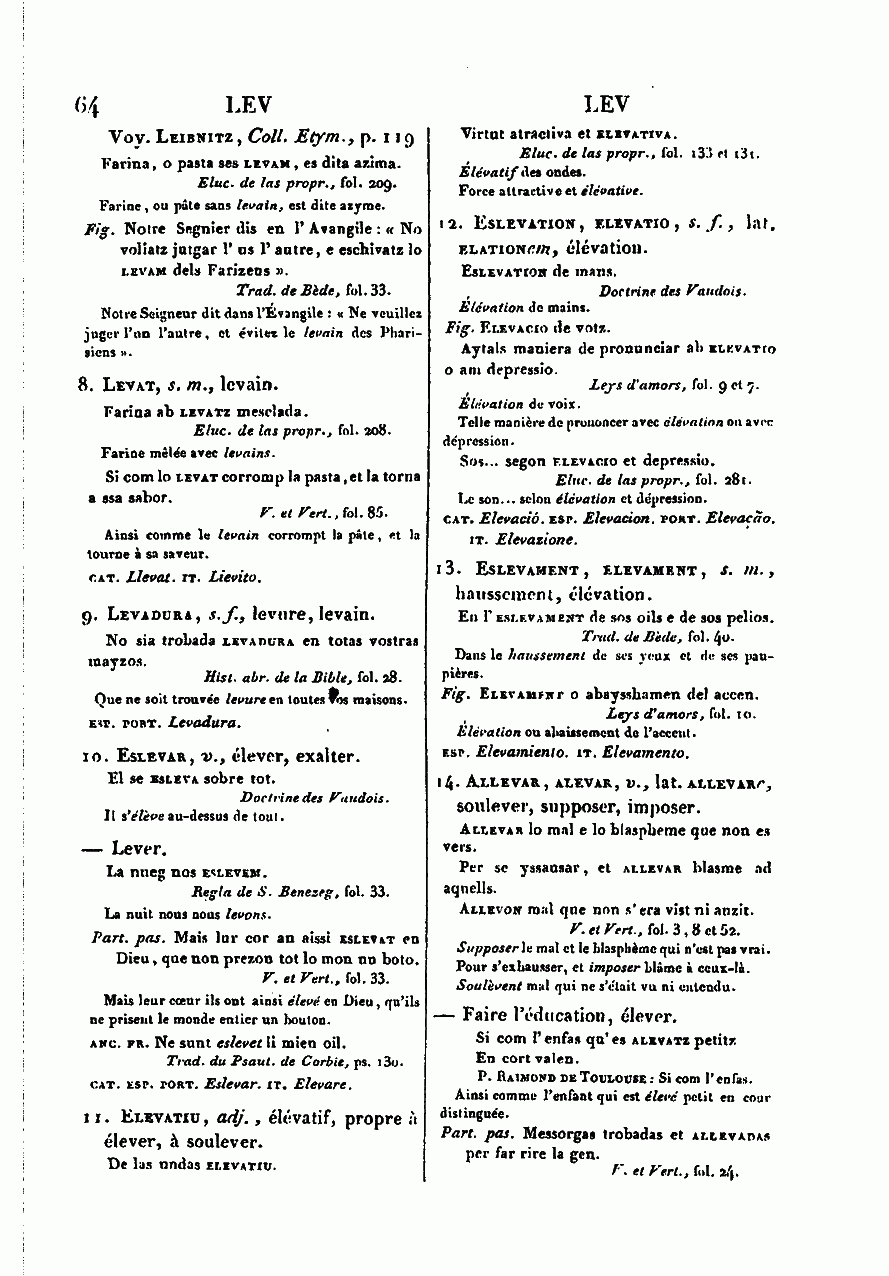 64 LEV LEV
Voy. LEIBNITZ, Coll. Etym., p. 119
Farina, o pasta ses LEVAM, es dita azima.
Eluc. de las propr., fol. 209.
Farine, ou pâte sans levain, est dite azyme.
Fig. Notre Segnier dis en l'Avangile: « No
voliatz jutgar l'us l'autre, e eschivatz lo
LEVAM dels Farizeus ».
Trad. de Bède, fol. 33.
Notre Seigneur dit dans l'Évangile : « Ne veuillez
juger l'un l'autre, et évitez le levain des Phari-
siens ».
8. LEVAT, s. m., levain.
Farina ab LEVATZ mesclada.
Eluc. de las propr., fol. 208.
Farine mêlée avec levains.
Si com lo LEVAT corromp la pasta, et la torna
a ssa sabor.
V. et Vert., fol. 85.
Ainsi comme le levain corrompt la pâte, et la
tourne à sa saveur.
CAT. Llevat. IT. Lievito.
9. LEVADURA, s. f., levure, levain.
No sia trobada LEVADURA en totas vostras
mayzos.
Hist. abr. de la Bible, fol. 28.
Que ne soit trouvée levure en toutes vos maisons.
EST. PORT. Levadura.
10. ESLEVAR, v., élever, exalter.
El se ESLEVA sobre tot.
Doctrine des Vaudois.
Il s'élève au-dessus de tout.
— Lever.
La nueg nos ESLEVEM.
Regla de S. Benezeg, fol. 33.
La nuit nous nous levons.
Part. pas. Mais lur cor an aissi ESLEVAT en
Dieu, que non prezon tot lo mon un boto.
V. et Vert., fol. 33.
Mais leur cœur ils ont ainsi élevé en Dieu, qu'ils
ne prisent le monde entier un bouton.
ANC. FR. Ne sunt eslevet li mien oil.
Trad. du Psaut. de Corbie, ps. 130.
CAT. ESP. PORT. Eslevar. IT. Elevare.
11. ELEVATIU, adj., élévatif, propre à
élever, à soulever.
De las undas ELEVATIU.
Virtut atractiva et ELEVATIVA.
Eluc. de las propr., fol. 133 et 131.
Élévatif des ondes.
Force attractive et élévative.
12. ESLEVATION, ELEVATIO, s. f., lat.
ELATIONem, élévation.
ESLEVATION de mans.
Doctrine des Vaudois.
Élévation de mains.
Fig. ELEVACIO de votz.
Aytals maniera de pronunciar ab ELEVATIO
o am depressio.
Leys d'amors, fol. 9 et 7.
Élévation de voix.
Telle manière de prononcer avec élévation ou avec
dépression.
Sos... segon ELEVACIO et depressio.
Eluc. de las propr., fol. 281.
Le son... selon élévation et dépression.
CAT. Elevació. ESP. Elevacion. PORT. Elevação.
IT. Elevazione.
13. ESLEVAMENT, ELEVAMENT, s. m.,
haussement, élévation.
En l'ESLEVAMENT de sos oils e de sos pelios.
Trad. de Bède, fol. 40.
Dans le haussement de ses yeux et de ses pau-
pières.
Fig. ELEVAMENT o abayshamen del accen.
Leys d'amors, fol. 10.
Élévation ou abaissement de l'accent.
ESP. Elevamiento. IT. Elevamento.
14. ALLEVAR, ALEVAR, v., lat. ALLEVARe,
soulever, supposer, imposer.
ALLEVAR lo mal e lo blaspheme que non es
vers.
Per se yssausar, et ALLEVAR blasme ad
aquells.
ALLEVON mal que non s'era vist ni auzit.
V. et Vert., fol. 3, 8 et 52.
Supposer le mal et le blasphème qui n'est pas vrai.
Pour s'exhausser, et imposer blâme à ceux-là.
Soulèvent mal qui ne s'était vu ni entendu.
— Faire l'éducation, élever.
Si com l'enfas qu'es ALEVATZ petitz
En cort valen.
P. RAIMOND DE TOULOUSE: Si com l'enfas.
Ainsi comme l'enfant qui est élevé petit en cour
distinguée.
Part. pas. Messorgas trobadas et ALLEVADAS
per far rire la gen.
V. et Vert., fol. 24.